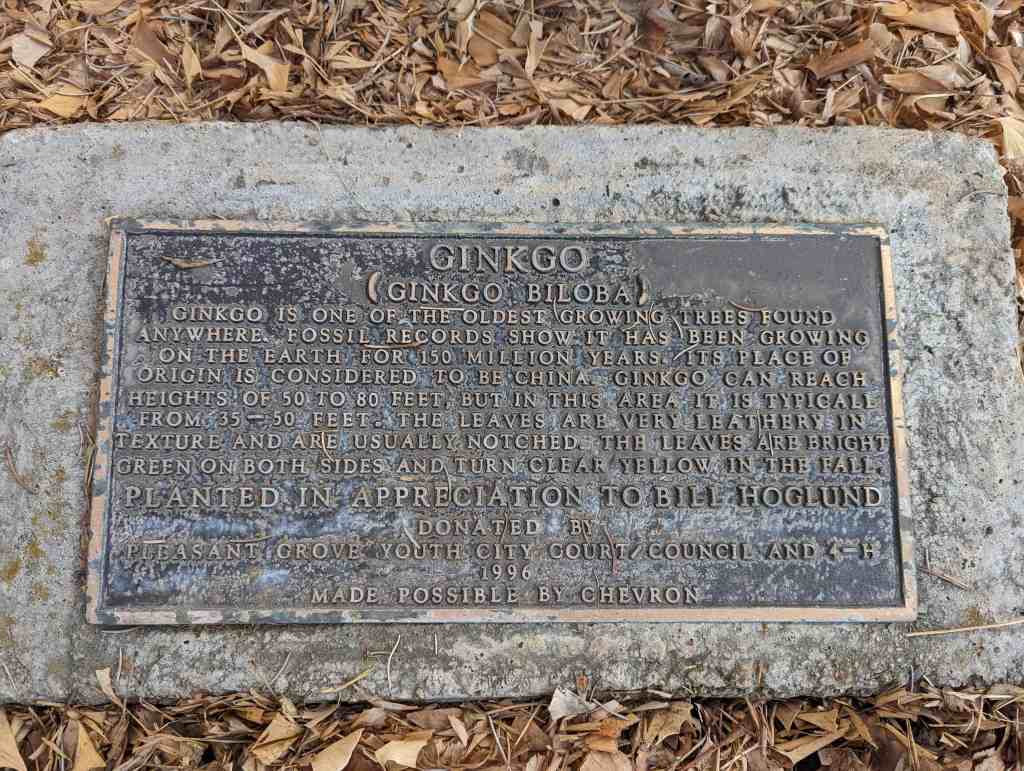 GINKGO
(GINKGO BILOBA)
GINKGO IS ONE OF THE OLDEST GROWING TREES FOUND
ANYWHERE. FOSSIL RECORDS SHOW IT HAS BEEN GROWING
ON THE EARTH FOR 150 MILLION YEARS. ITS PLACE OF
ORIGIN IS CONSIDERED TO BE CHINA. GINKGO CAN REACH
HEIGHTS OF 50 TO 80 FEET, BUT IN THIS AREA IT IS TYPICALL
FROM 35-50 FEET. THE LEAVES ARE VERY LEATHERY IN
TEXTURE AND ARE USUALLY NOTCHED. THE LEAVES ARE BRIGHT
GREEN ON BOTH SIDES AND TURN CLEAR YELLOW IN THE FALL.
PLANTED IN APPRECIATION TO BILL HOGLUND
DONATED BY
PLEASANT GROVE YOUTH CITY COURT/COUNCIL AND 4-H
1996
MADE POSSIBLE BY CHEVRON